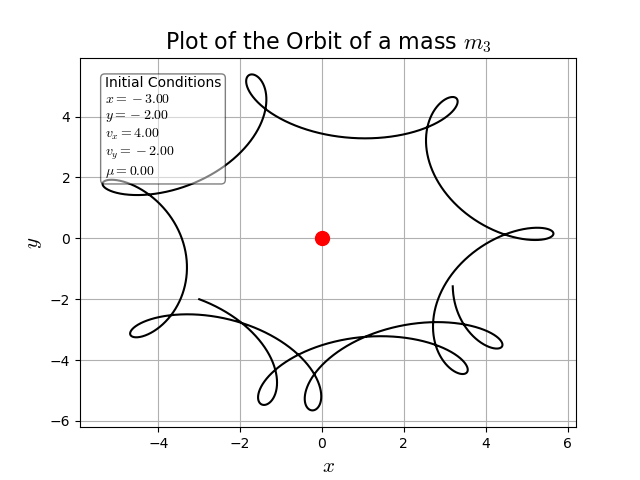 Plot of the Orbit of a mass m₃
Initial Conditions
x = −3.00
y = −2.00
vₓ = 4.00
v_y = −2.00
μ = 0.00
4
2
0
−2
−4
−6
y
−4 −2 0 2 4 6
x